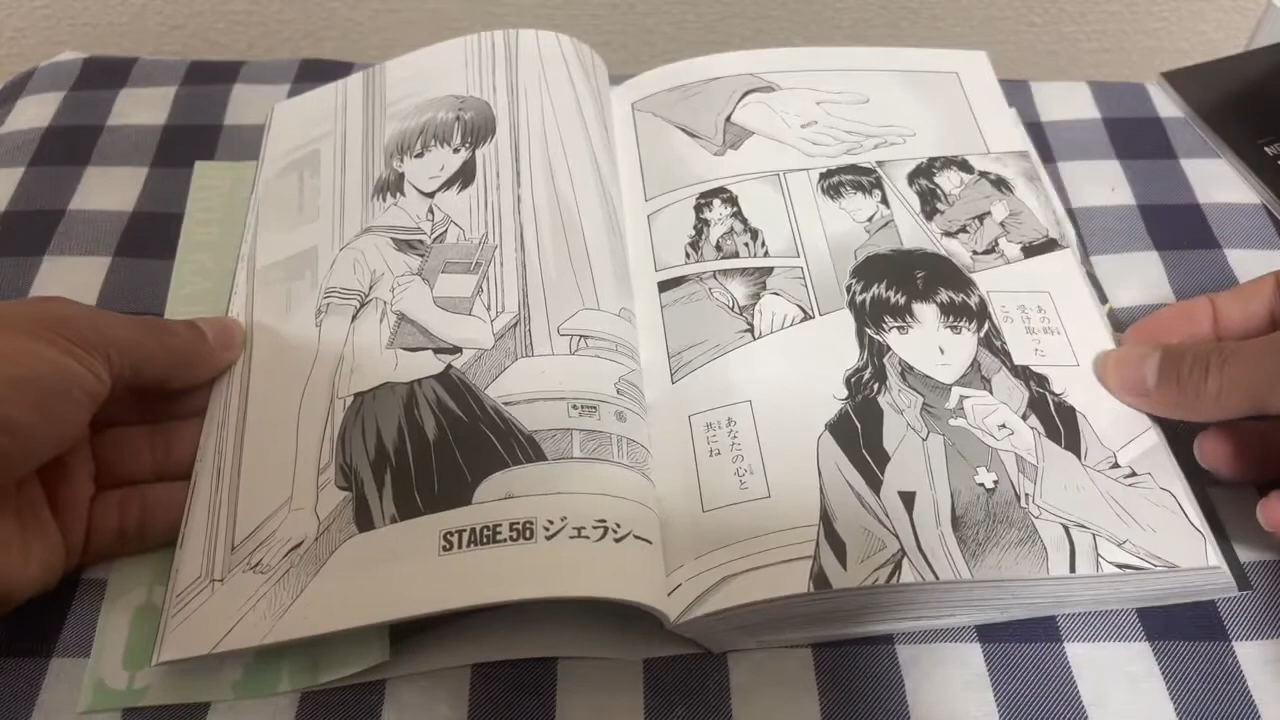 あの時
受け取った
この
あなたの心と
共にね
STAGE.56 ジェラシー